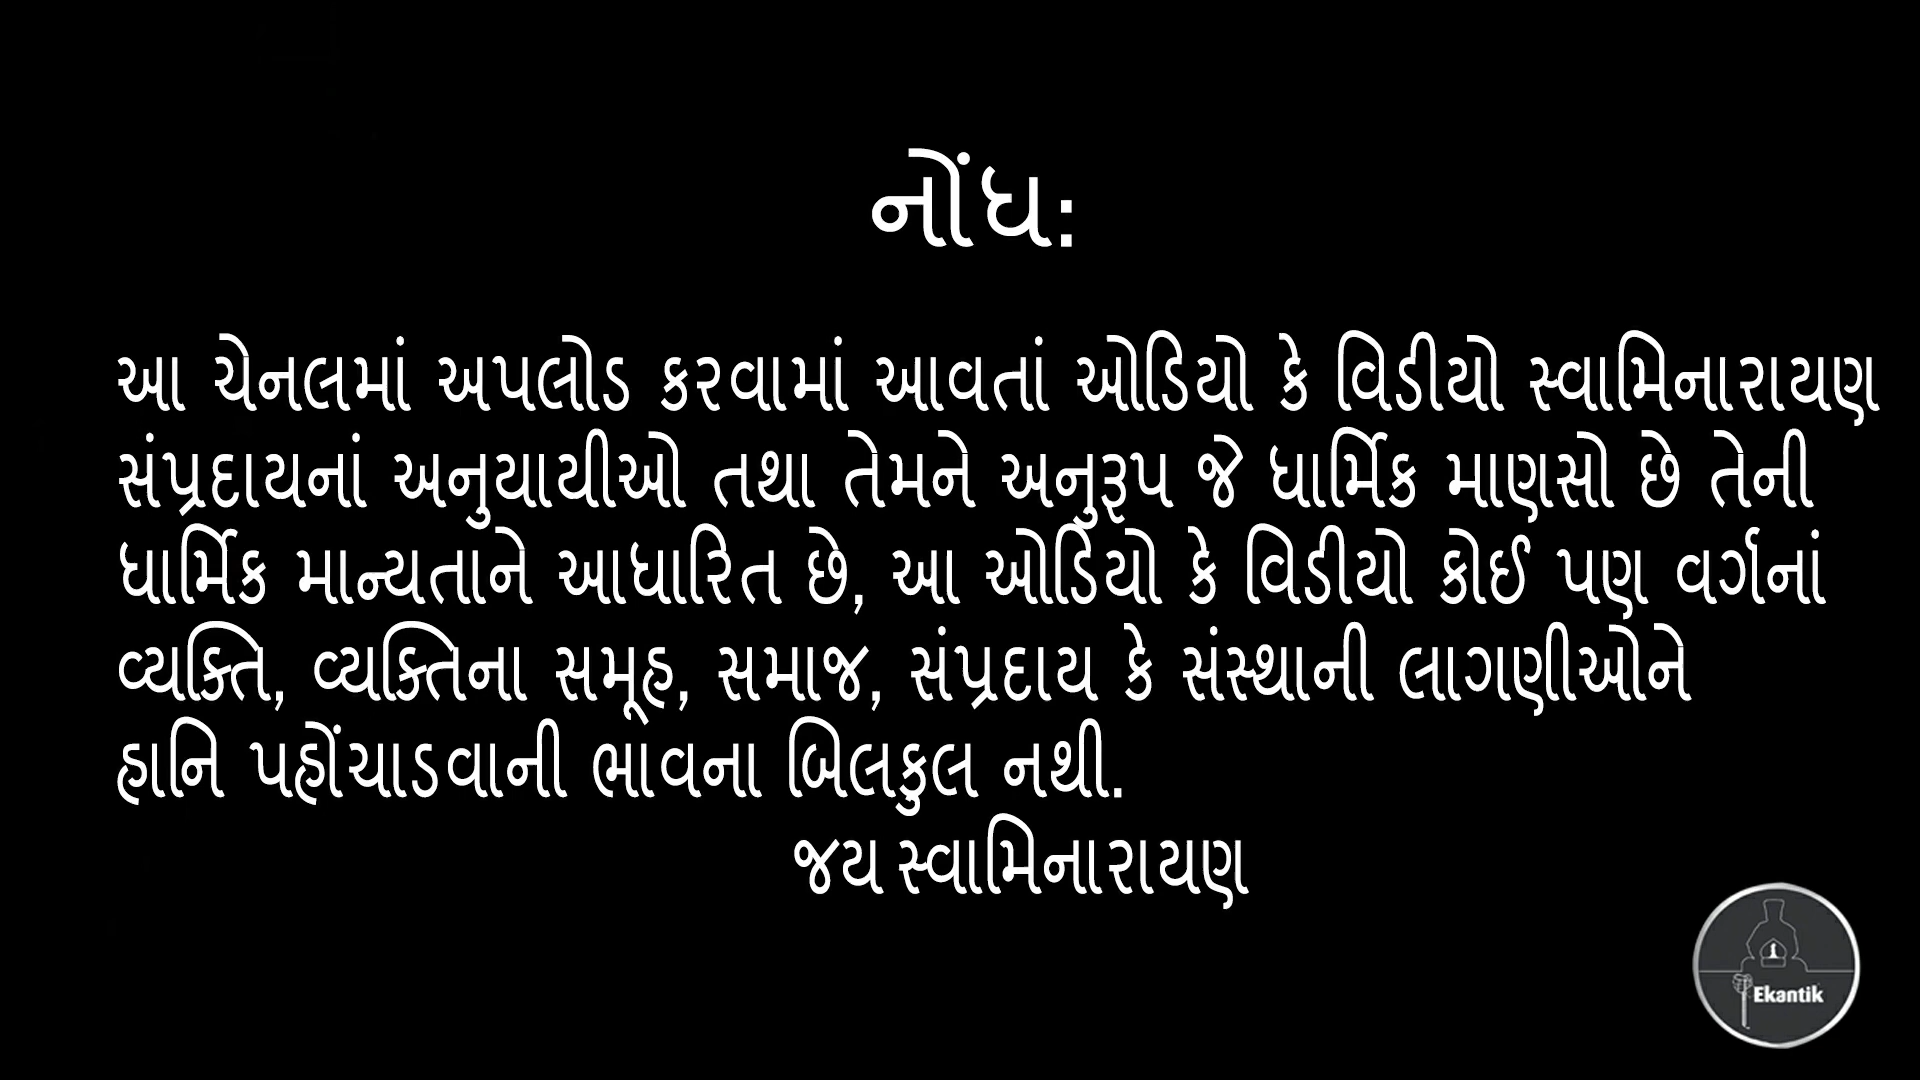 નોંધ:
આ ચેનલમાં અપલોડ કરવામાં આવતાં ઓડિયો કે વિડીયો સ્વામિનારાયણ
સંપ્રદાયનાં અનુયાયીઓ તથા તેમને અનુરૂપ જે ધાર્મિક માણસો છે તેની
ધાર્મિક માન્યતાને આધારિત છે, આ ઓડિયો કે વિડીયો કોઈ પણ વર્ગનાં
વ્યક્તિ, વ્યક્તિના સમૂહ, સમાજ, સંપ્રદાય કે સંસ્થાની લાગણીઓને
હાનિ પહોંચાડવાની ભાવના બિલકુલ નથી.
જય સ્વામિનારાયણ
Ekantik